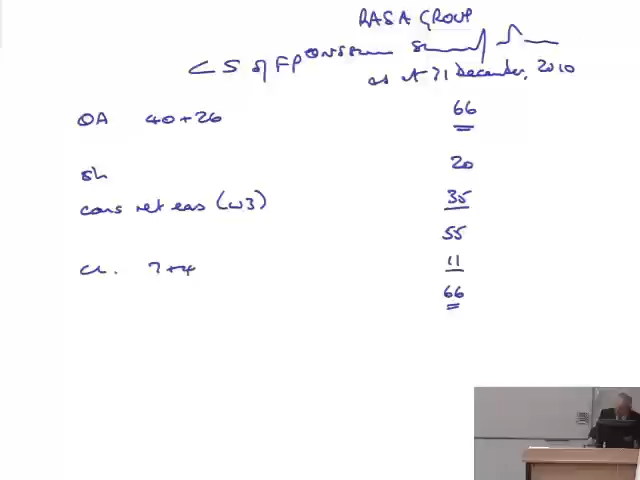 RASA GROUP
CS of FP
as at 31 December, 2010
OA 40+26 66
Sh 20
cons ret ears (W3) 35
55
CL. 7+4 11
66